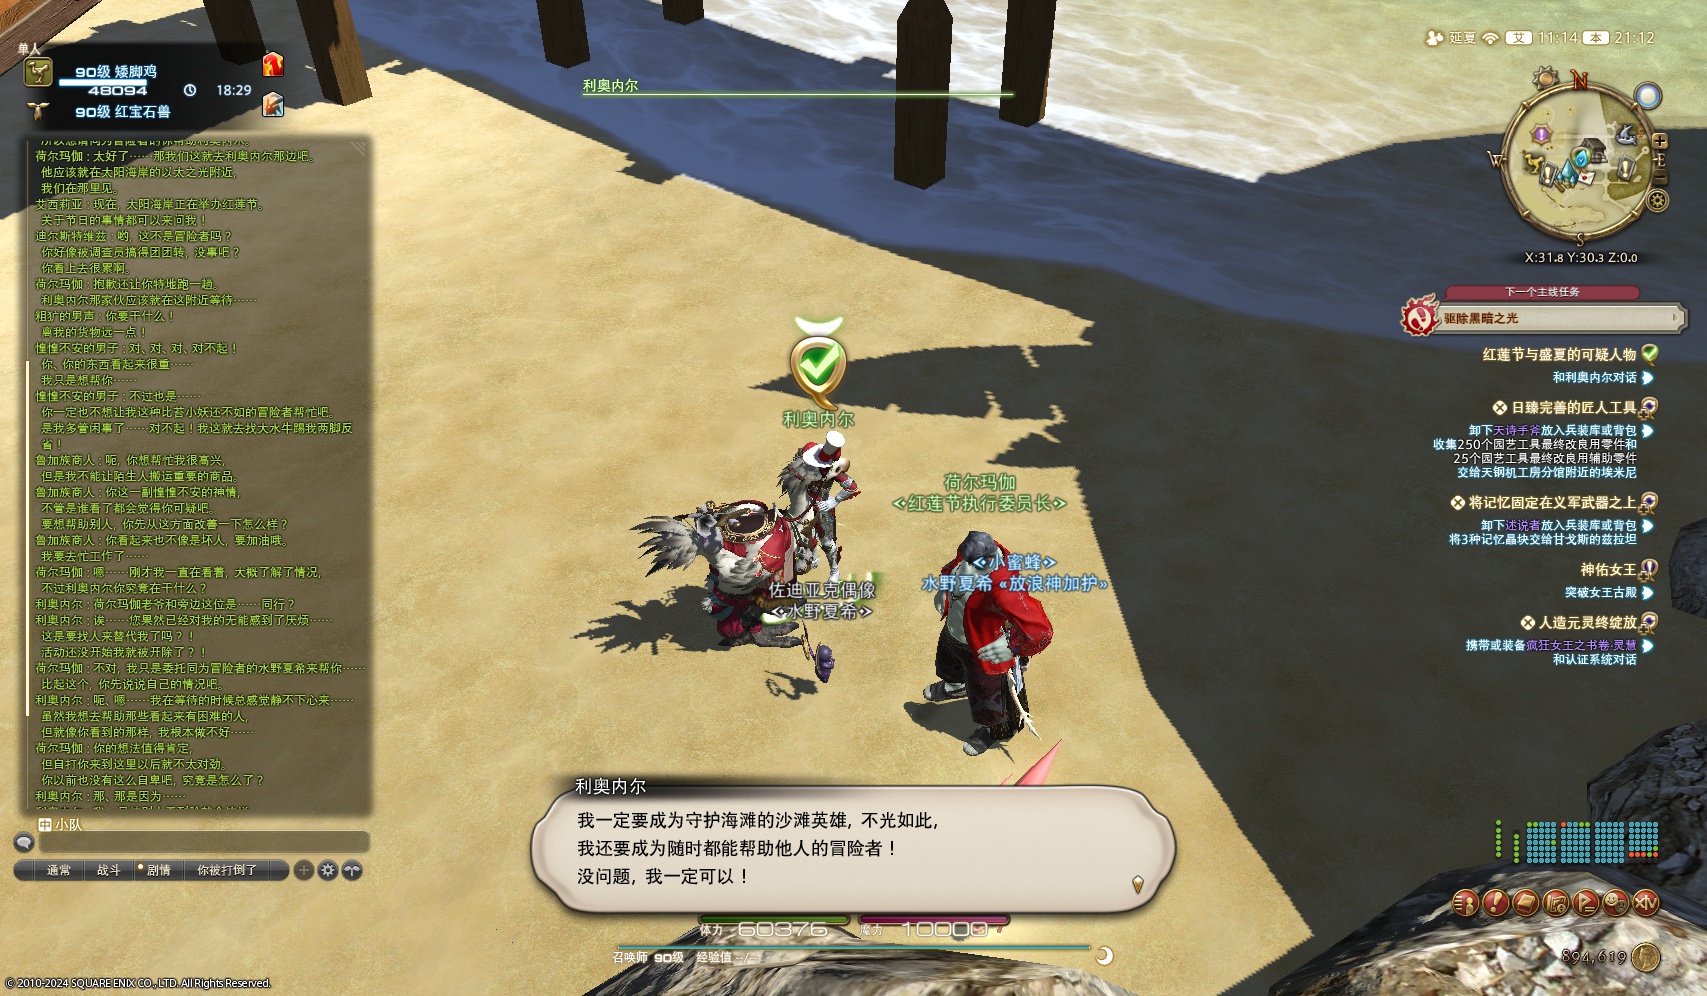 单人
90级 矮脚鸡
48094
18:29
90级 红宝石兽
利奥内尔
延夏
艾 11:14 本 21:12
N
W
E
S
X:31.8 Y:30.3 Z:0.0
所以想请同为冒险者的你帮助利奥内尔。
荷尔玛伽：太好了……那我们这就去利奥内尔那边吧。
他应该就在太阳海岸的以太之光附近，
我们在那里见。
艾西莉亚：现在，太阳海岸正在举办红莲节。
关于节日的事情都可以来问我！
迪尔斯特维兹：哟，这不是冒险者吗？
你好像被调查员搞得团团转，没事吧？
你看上去很累啊。
荷尔玛伽：抱歉还让你特地跑一趟。
利奥内尔那家伙应该就在这附近等待……
粗犷的男声：你要干什么！
离我的货物远一点！
惶惶不安的男子：对、对、对、对不起！
你、你的东西看起来很重……
我只是想帮你……
惶惶不安的男子：不过也是……
你一定也不想让我这种比苔小妖还不如的冒险者帮忙吧。
是我多管闲事了……对不起！我这就去找大水牛踢我两脚反
省！
鲁加族商人：呃，你想帮忙我很高兴，
但是我不能让陌生人搬运重要的商品。
鲁加族商人：你这一副惶惶不安的神情，
不管是谁看了都会觉得你可疑吧。
要想帮助别人，你先从这方面改善一下怎么样？
鲁加族商人：你看起来也不像是坏人，要加油哦。
我要去忙工作了……
荷尔玛伽：嗯……刚才我一直在看着，大概了解了情况，
不过利奥内尔你究竟在干什么？
利奥内尔：荷尔玛伽老爷和旁边这位是……同行？
利奥内尔：诶……您果然已经对我的无能感到了厌烦……
这是要找人来替代我了吗？！
活动还没开始我就被开除了？！
荷尔玛伽：不对，我只是委托同为冒险者的水野夏希来帮你……
比起这个，你先说说自己的情况吧。
利奥内尔：呃、嗯……我在等待的时候总感觉静不下心来……
虽然我想去帮助那些看起来有困难的人，
但就像你看到的那样，我根本做不好……
荷尔玛伽：你的想法值得肯定，
但自打你来到这里以后就不太对劲。
你以前也没有这么自卑吧，究竟是怎么了？
利奥内尔：那、那是因为……
中 小队
通常 战斗 剧情 你被打倒了
下一个主线任务
驱除黑暗之光
红莲节与盛夏的可疑人物
和利奥内尔对话
日臻完善的匠人工具
卸下天诗手斧放入兵装库或背包
收集250个园艺工具最终改良用零件和
25个园艺工具最终改良用辅助零件
交给天钢机工房分馆附近的埃米尼
将记忆固定在义军武器之上
卸下述说者放入兵装库或背包
将3种记忆晶块交给甘戈斯的兹拉坦
神佑女王
突破女王古殿
人造元灵终绽放
携带或装备疯狂女王之书卷·灵慧
和认证系统对话
利奥内尔
荷尔玛伽
≪红莲节执行委员长≫
≪小蜜蜂≫
水野夏希 «放浪神加护»
佐迪亚克偶像
≪水野夏希≫
利奥内尔
我一定要成为守护海滩的沙滩英雄，不光如此，
我还要成为随时都能帮助他人的冒险者！
没问题，我一定可以！
体力 60376 魔力 10000
召唤师 90级 经验值 --/--
XIV
894,619
© 2010-2024 SQUARE ENIX CO., LTD. All Rights Reserved.